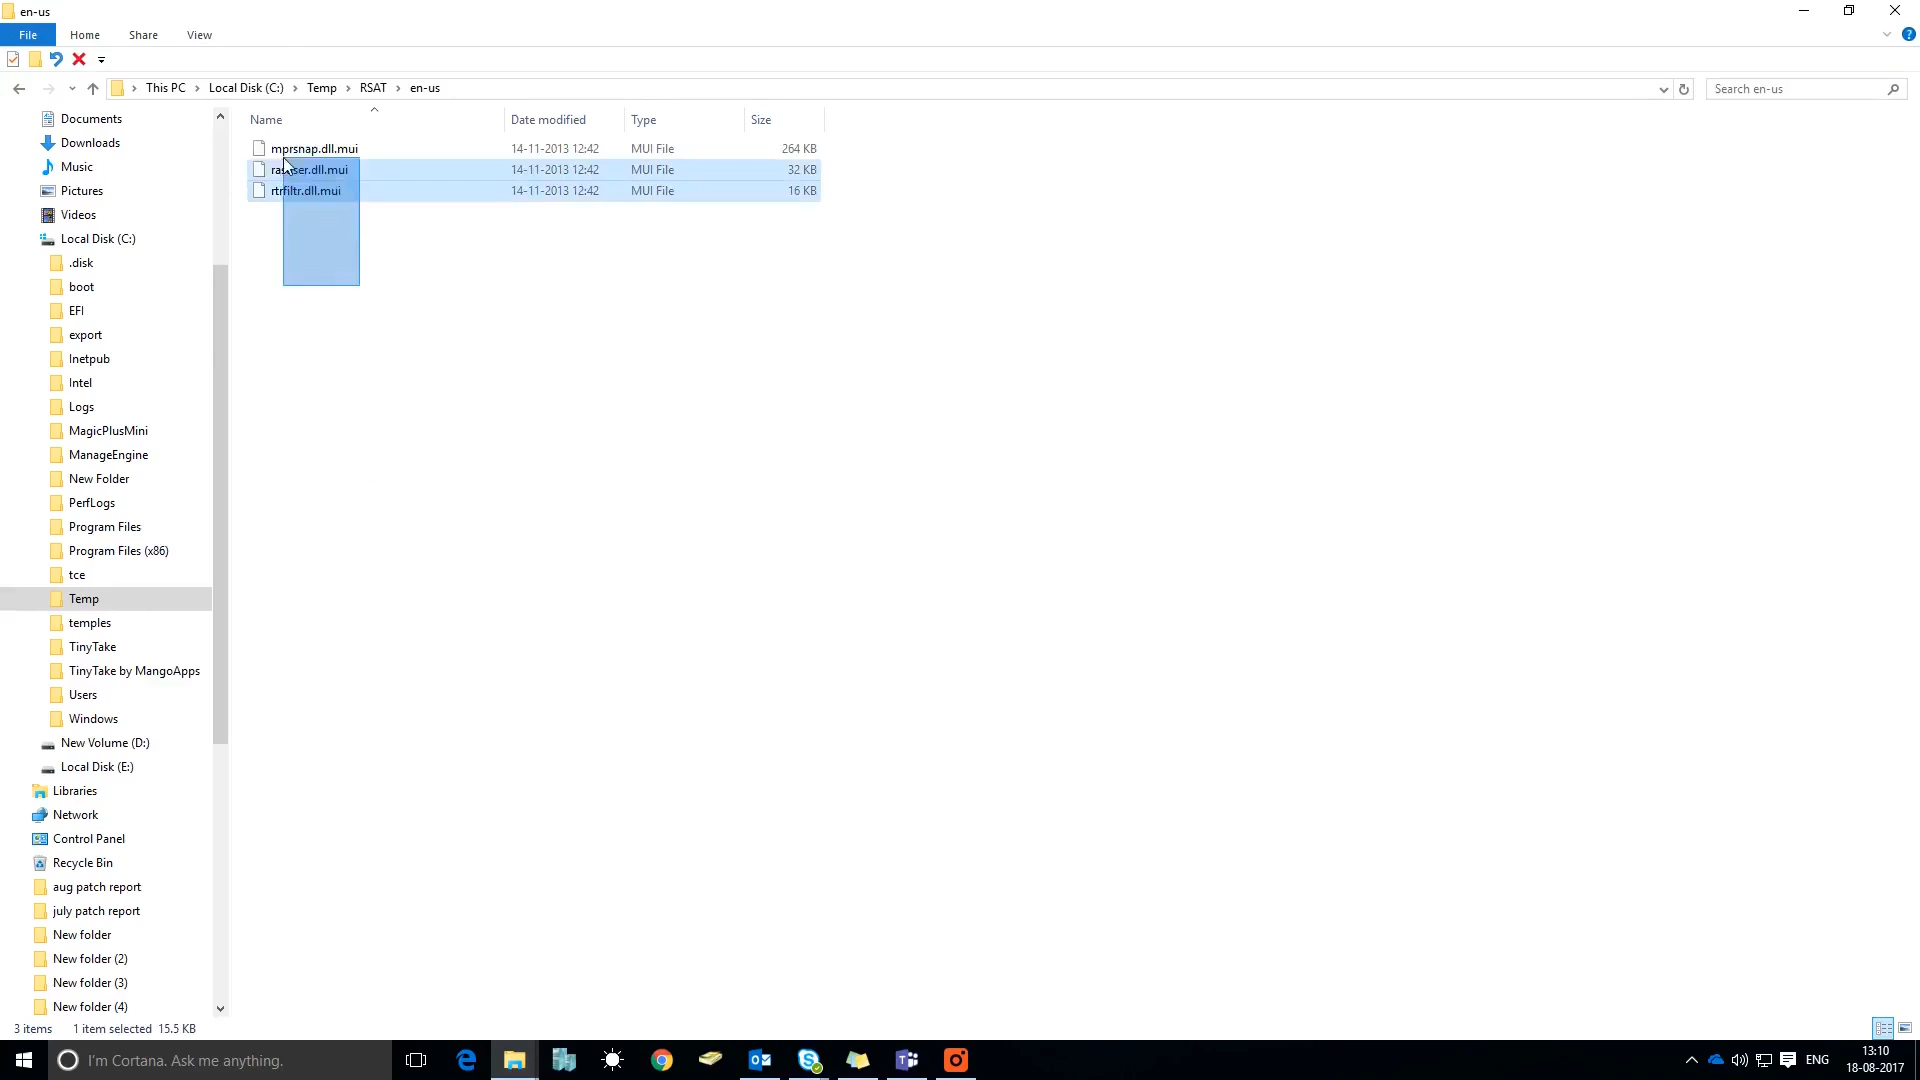 en-us
File Home Share View
This PC Local Disk (C:) Temp RSAT en-us
Search en-us
Name Date modified Type Size
mprsnap.dll.mui 14-11-2013 12:42 MUI File 264 KB
14-11-2013 12:42 MUI File 32 KB
rtrfiltr.dll.mui 14-11-2013 12:42 MUI File 16 KB
Documents
Downloads
Music
Pictures
Videos
Local Disk (C:)
.disk
boot
EFI
export
Inetpub
Intel
Logs
MagicPlusMini
ManageEngine
New Folder
PerfLogs
Program Files
Program Files (x86)
tce
Temp
temples
TinyTake
TinyTake by MangoApps
Users
Windows
New Volume (D:)
Local Disk (E:)
Libraries
Network
Control Panel
Recycle Bin
aug patch report
july patch report
New folder
New folder (2)
New folder (3)
New folder (4)
3 items 1 item selected 15.5 KB
I'm Cortana. Ask me anything.
ENG
13:10
18-08-2017